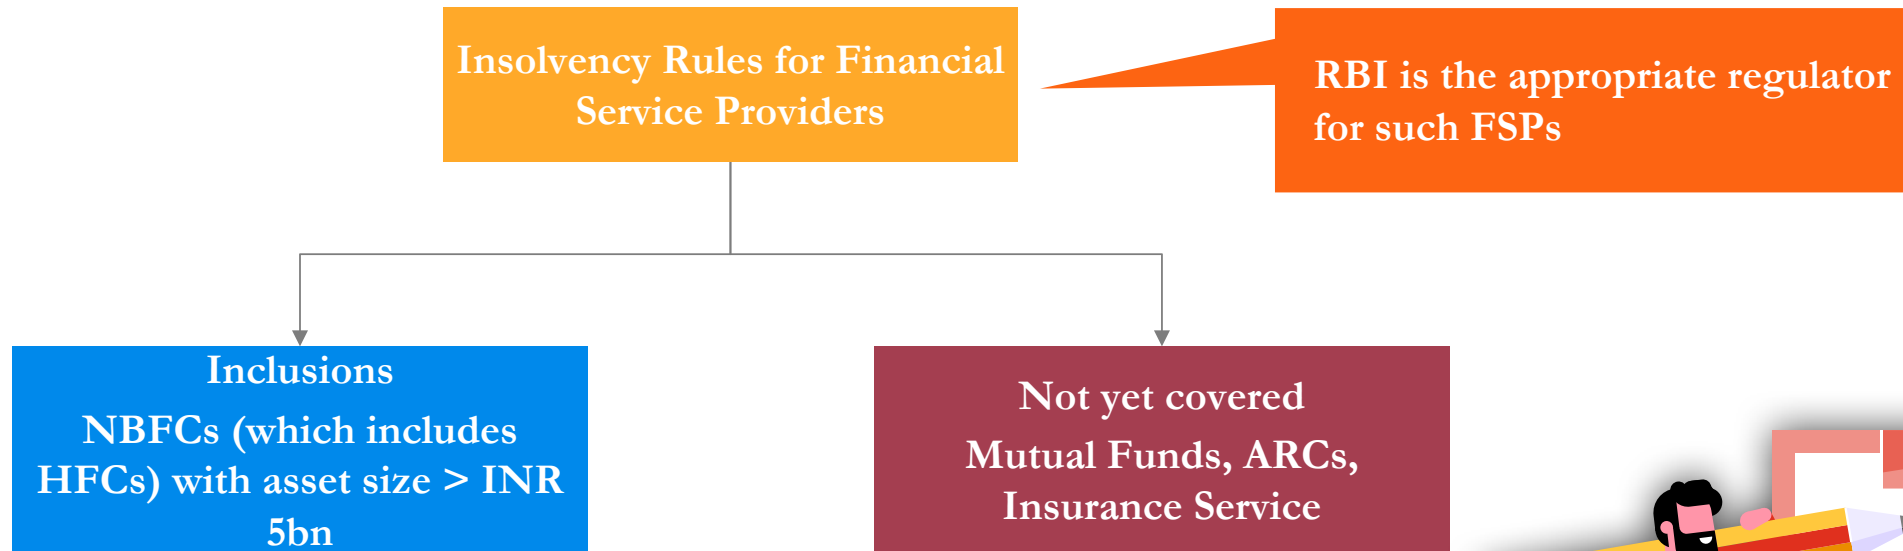 Insolvency Rules for Financial
Service Providers
RBI is the appropriate regulator
for such FSPs
Inclusions
NBFCs (which includes
HFCs) with asset size > INR
5bn
Not yet covered
Mutual Funds, ARCs,
Insurance Service